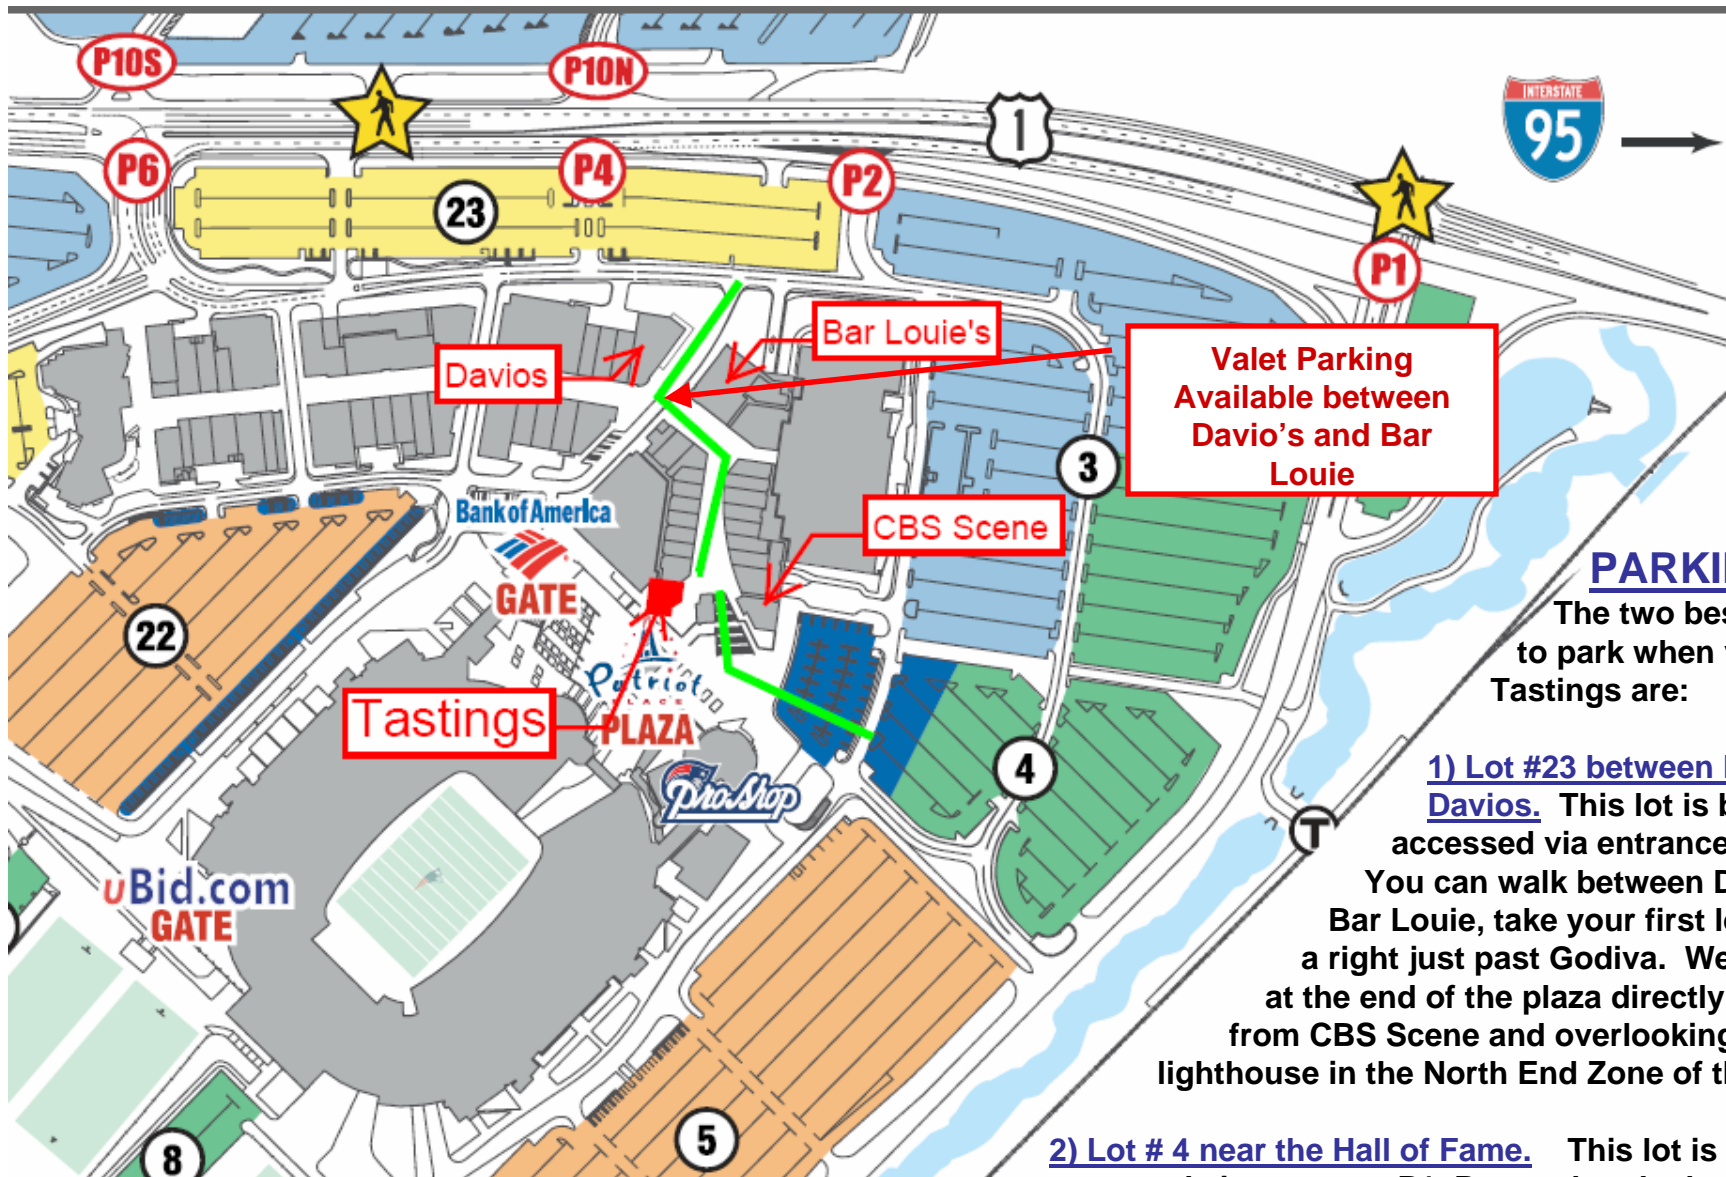 P10S
P10N
INTERSTATE
95
1
P6
P4
P2
P1
23
Bar Louie's
Davios
Valet Parking
Available between
Davio’s and Bar
Louie
3
Bank of America
GATE
CBS Scene
22
Patriot
PLACE
PLAZA
Tastings
ProShop
4
T
uBid.com
GATE
5
8
The two
to park when
Tastings are:
1) Lot #23 between
Davios. This lot is
accessed via entrance
You can walk between
Bar Louie, take your first
a right just past Godiva. We
at the end of the plaza directly
from CBS Scene and overlooking
lighthouse in the North End Zone of
2) Lot # 4 near the Hall of Fame. This lot is